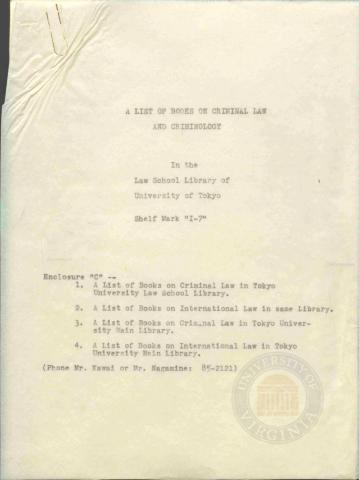 A LIST OF BOOKS ON CRIMINAL LAW
AND CRIMINOLOGY
In the
Law School Library of
University of Tokyo
Shelf Mark "I-7"
Enclosure "C" --
1. A List of Books on Criminal Law in Tokyo
University Law School Library.
2. A List of Books on International Law in same Library.
3. A List of Books on Criminal Law in Tokyo Univer-
sity Main Library.
4. A List of Books on International Law in Tokyo
University Main Library.
(Phone Mr. Kawai or Mr. Nagamine: 85-2121)
UNIVERSITY OF
VIRGINIA